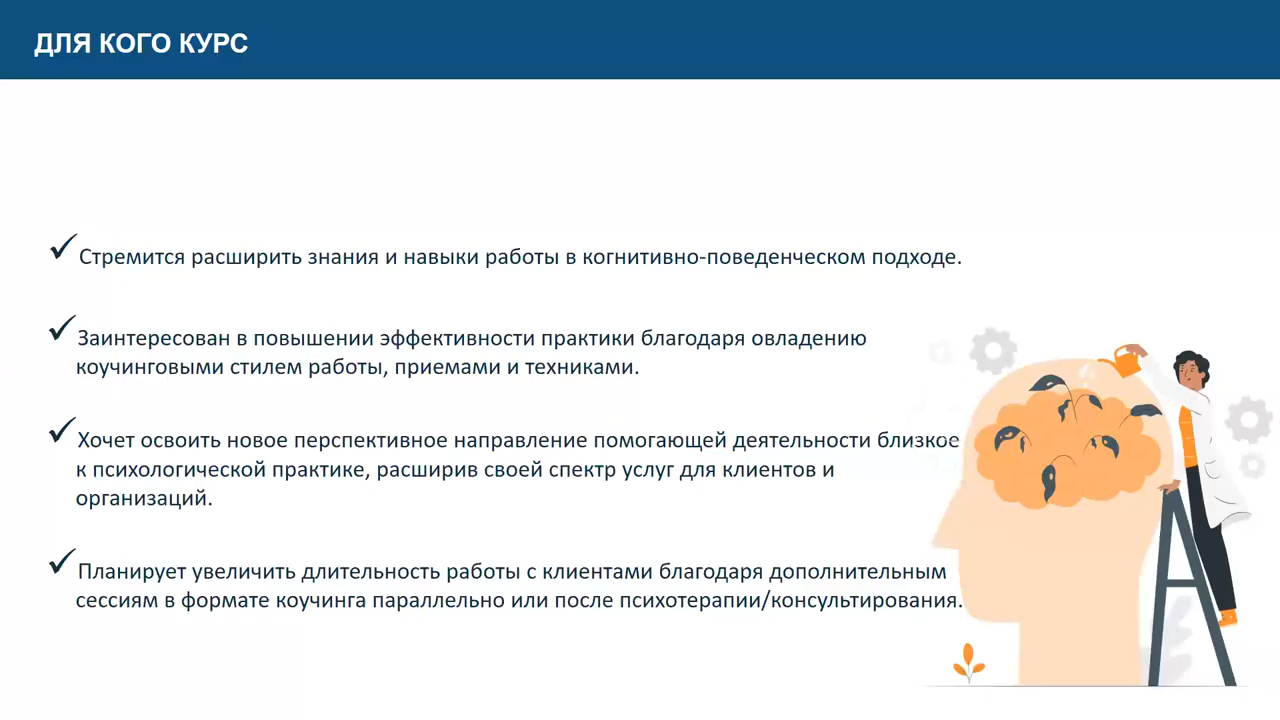 ДЛЯ КОГО КУРС
Стремится расширить знания и навыки работы в когнитивно-поведенческом подходе.
Заинтересован в повышении эффективности практики благодаря овладению
коучинговыми стилем работы, приемами и техниками.
Хочет освоить новое перспективное направление помогающей деятельности близкое
к психологической практике, расширив своей спектр услуг для клиентов и
организаций.
Планирует увеличить длительность работы с клиентами благодаря дополнительным
сессиям в формате коучинга параллельно или после психотерапии/консультирования.